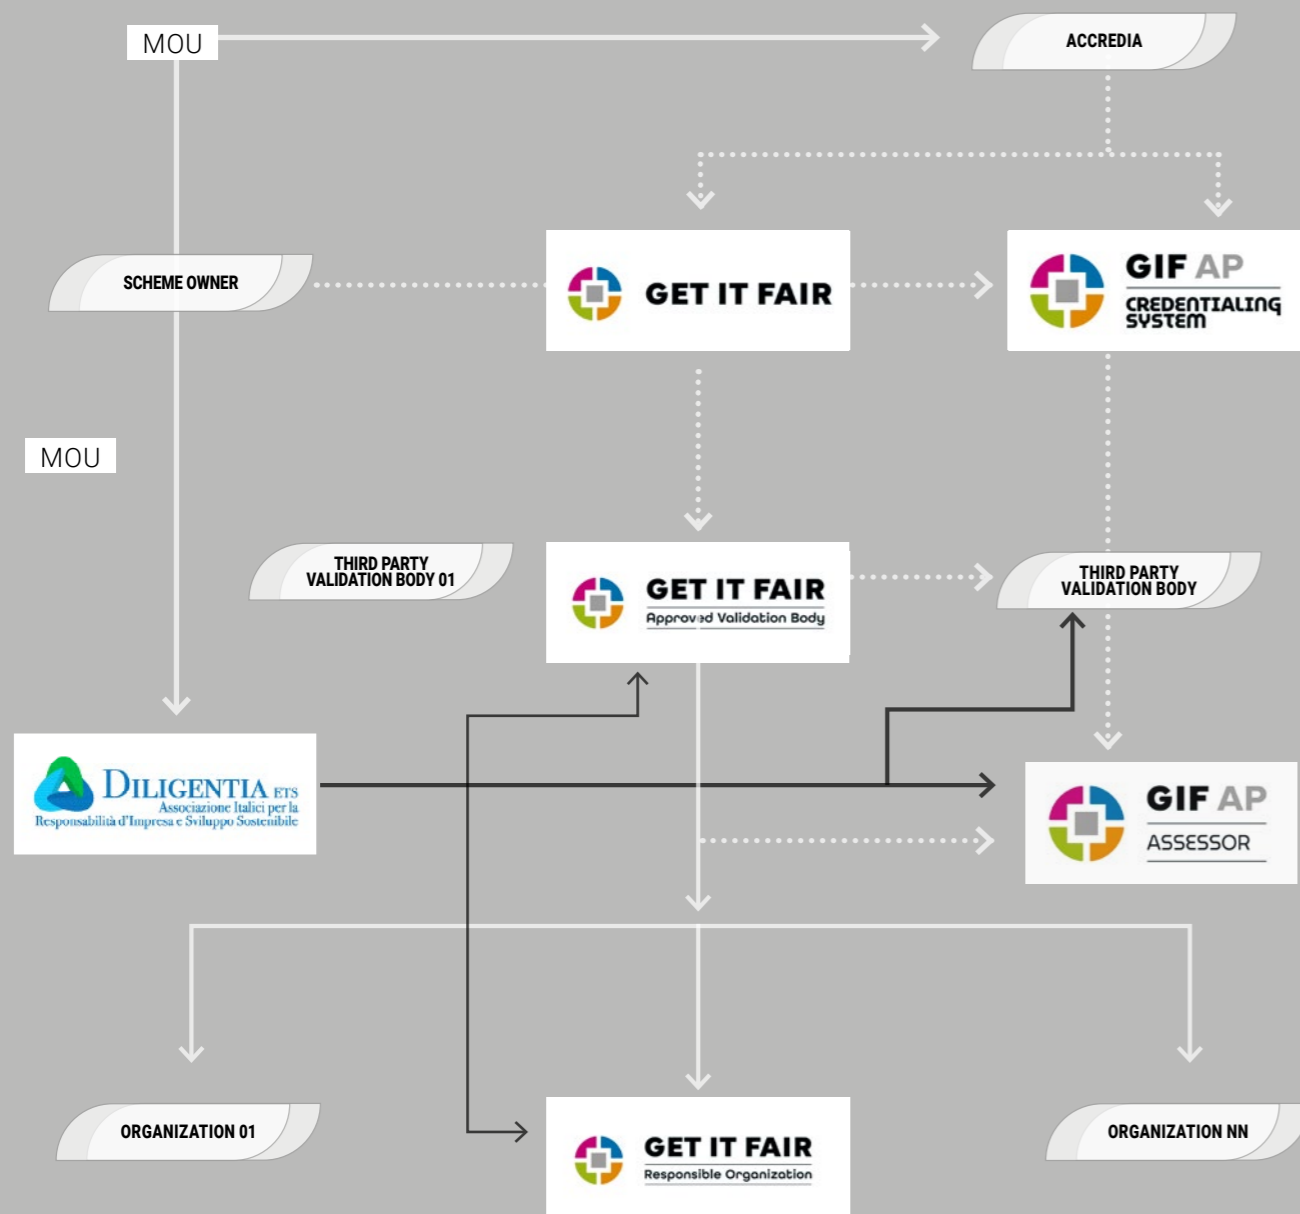 MOU
ACCREDIA
SCHEME OWNER
GET IT FAIR
GIF AP
CREDENTIALING
SYSTEM
MOU
THIRD PARTY
VALIDATION BODY 01
GET IT FAIR
Approved Validation Body
THIRD PARTY
VALIDATION BODY
DILIGENTIA ETS
Associazione Italici per la
Responsabilità d'Impresa e Sviluppo Sostenibile
GIF AP
ASSESSOR
ORGANIZATION 01
GET IT FAIR
Responsible Organization
ORGANIZATION NN